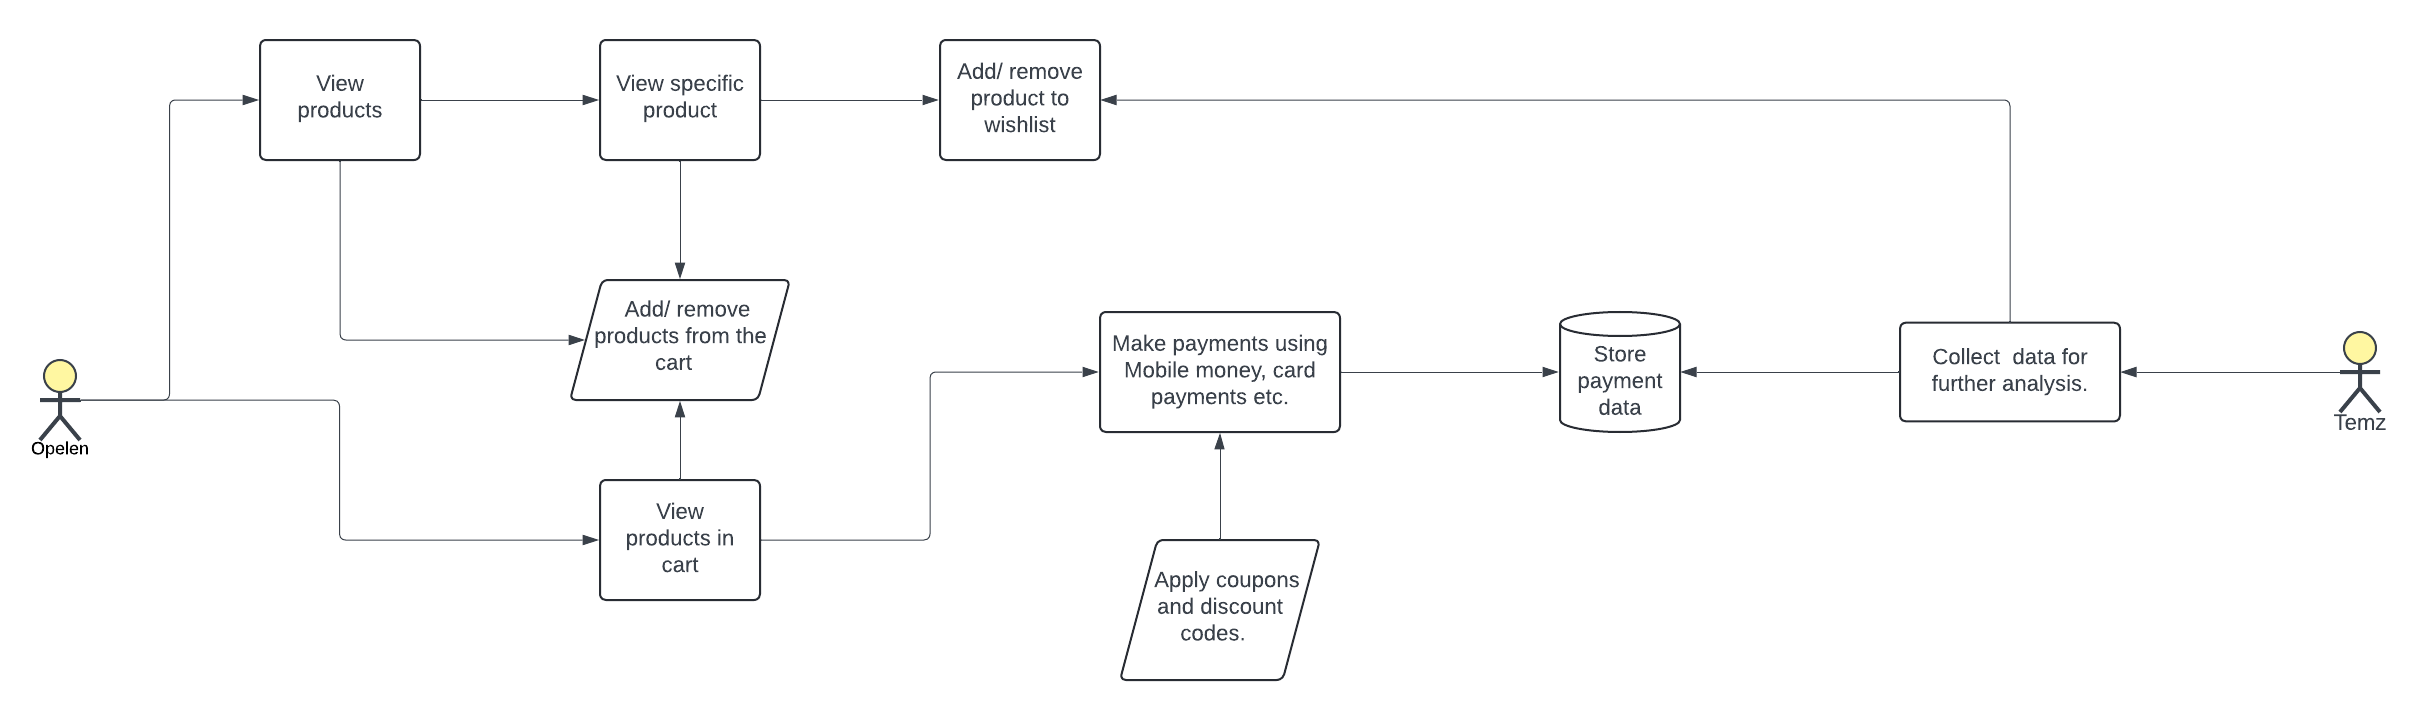 View
products
View specific
product
Add/ remove
product to
wishlist
Add/ remove
products from the
cart
Make payments using
Mobile money, card
payments etc.
Store
payment
data
Collect  data for
further analysis.
Temz
Opelen
View
products in
cart
Apply coupons
and discount
codes.